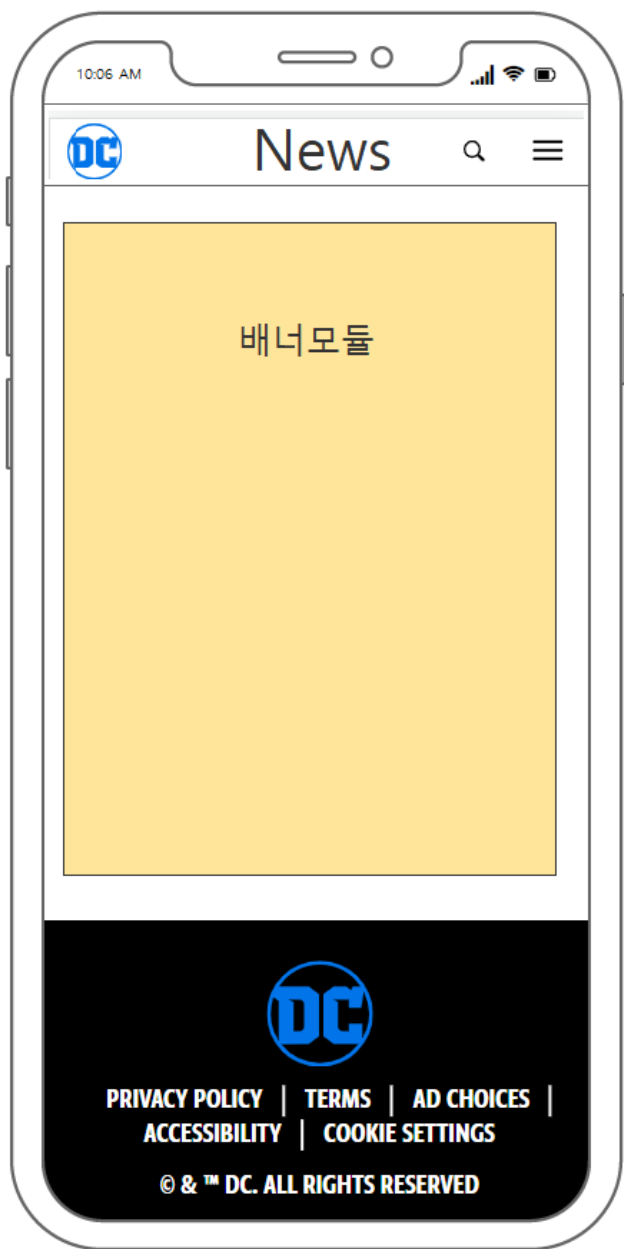 10:06 AM
DC News
배너모듈
DC
PRIVACY POLICY | TERMS | AD CHOICES |
ACCESSIBILITY | COOKIE SETTINGS
© & ™ DC. ALL RIGHTS RESERVED